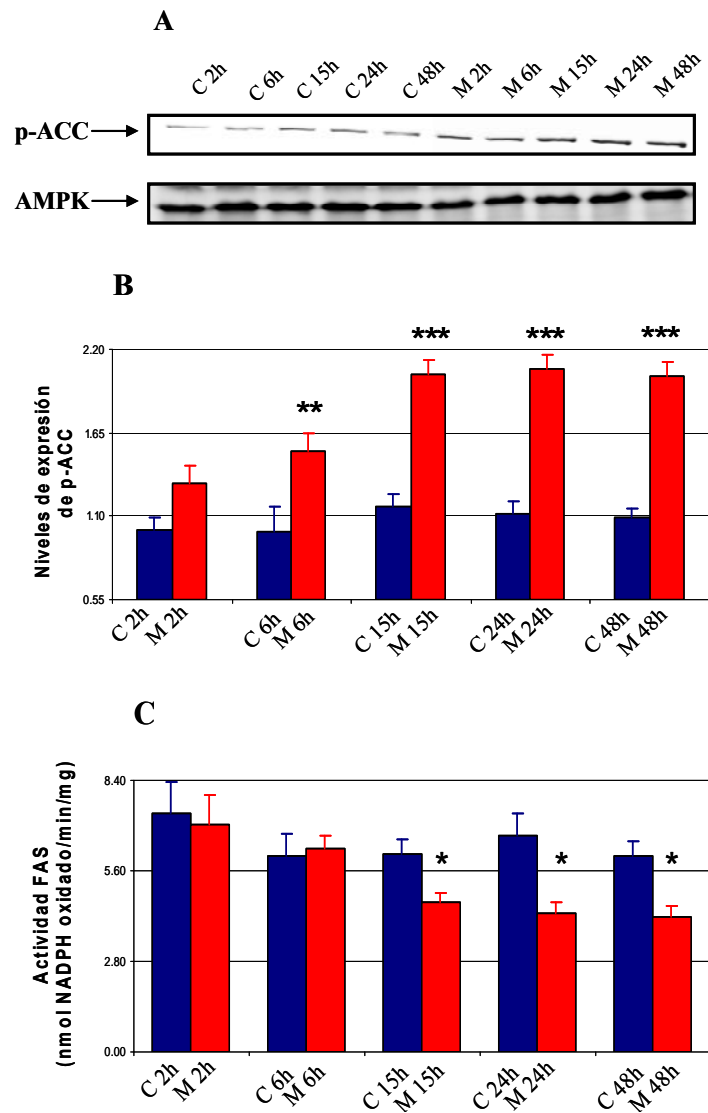 A
C 2h C 6h C 15h C 24h C 48h M 2h M 6h M 15h M 24h M 48h
p-ACC
AMPK
B
Niveles de expresión
de p-ACC
2.20
1.65
1.10
0.55
** *** *** ***
C 2h M 2h C 6h M 6h C 15h M 15h C 24h M 24h C 48h M 48h
C
Actividad FAS
(nmol NADPH oxidado/min/mg)
8.40
5.60
2.80
0.00
* * *
C 2h M 2h C 6h M 6h C 15h M 15h C 24h M 24h C 48h M 48h